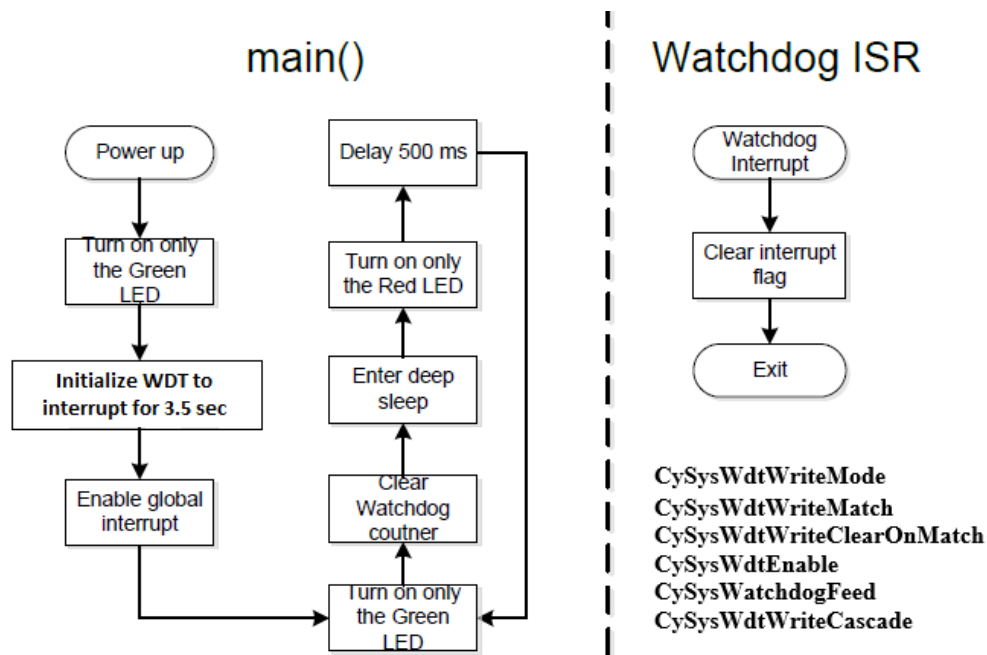 main()
Power up
Turn on only
the Green
LED
Initialize WDT to
interrupt for 3.5 sec
Enable global
interrupt
Delay 500 ms
Turn on only
the Red LED
Enter deep
sleep
Clear
Watchdog
coutner
Turn on only
the Green
LED
Watchdog ISR
Watchdog
Interrupt
Clear interrupt
flag
Exit
CySysWdtWriteMode
CySysWdtWriteMatch
CySysWdtWriteClearOnMatch
CySysWdtEnable
CySysWatchdogFeed
CySysWdtWriteCascade